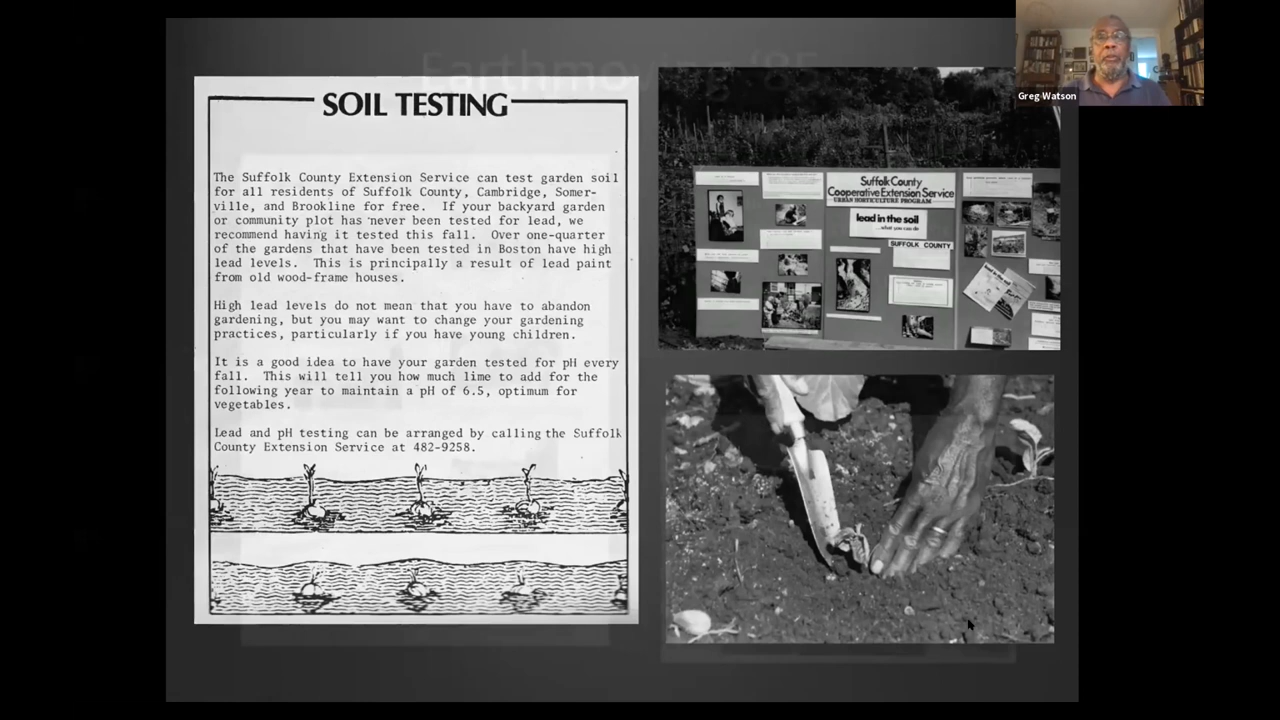 Earthmoving '85
SOIL TESTING
The Suffolk County Extension Service can test garden soil
for all residents of Suffolk County, Cambridge, Somer-
ville, and Brookline for free. If your backyard garden
or community plot has never been tested for lead, we
recommend having it tested this fall. Over one-quarter
of the gardens that have been tested in Boston have high
lead levels. This is principally a result of lead paint
from old wood-frame houses.
High lead levels do not mean that you have to abandon
gardening, but you may want to change your gardening
practices, particularly if you have young children.
It is a good idea to have your garden tested for pH every
fall. This will tell you how much lime to add for the
following year to maintain a pH of 6.5, optimum for
vegetables.
Lead and pH testing can be arranged by calling the Suffolk
County Extension Service at 482-9258.
Suffolk County
Cooperative Extension Service
URBAN HORTICULTURE PROGRAM
lead in the soil
...what you can do
SUFFOLK COUNTY
Greg Watson